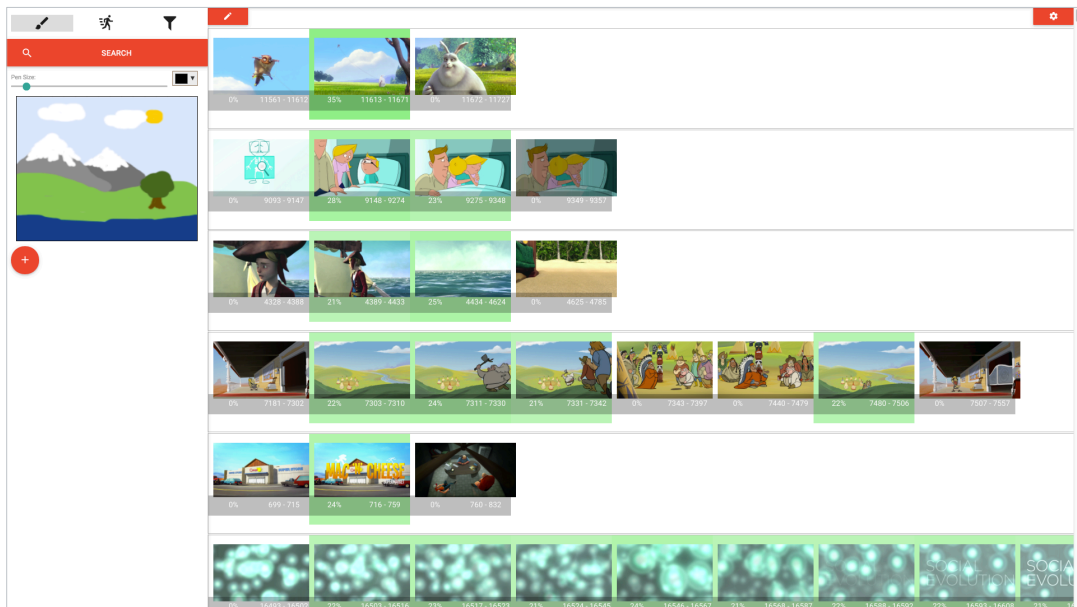 SEARCH
Pen Size:
0% 11561 - 11612 35% 11613 - 11671 0% 11672 - 11727
0% 9093 - 9147 28% 9148 - 9274 23% 9275 - 9348 0% 9349 - 9357
0% 4328 - 4388 21% 4389 - 4433 25% 4434 - 4624 0% 4625 - 4785
0% 7181 - 7302 22% 7303 - 7310 24% 7311 - 7330 21% 7331 - 7342 0% 7343 - 7397 0% 7440 - 7479 22% 7480 - 7506 0% 7507 - 7557
MAC 'N' CHEESE
0% 699 - 715 24% 716 - 759 0% 760 - 832
SOCIAL SOCIA
EVOLUTION EVOLU